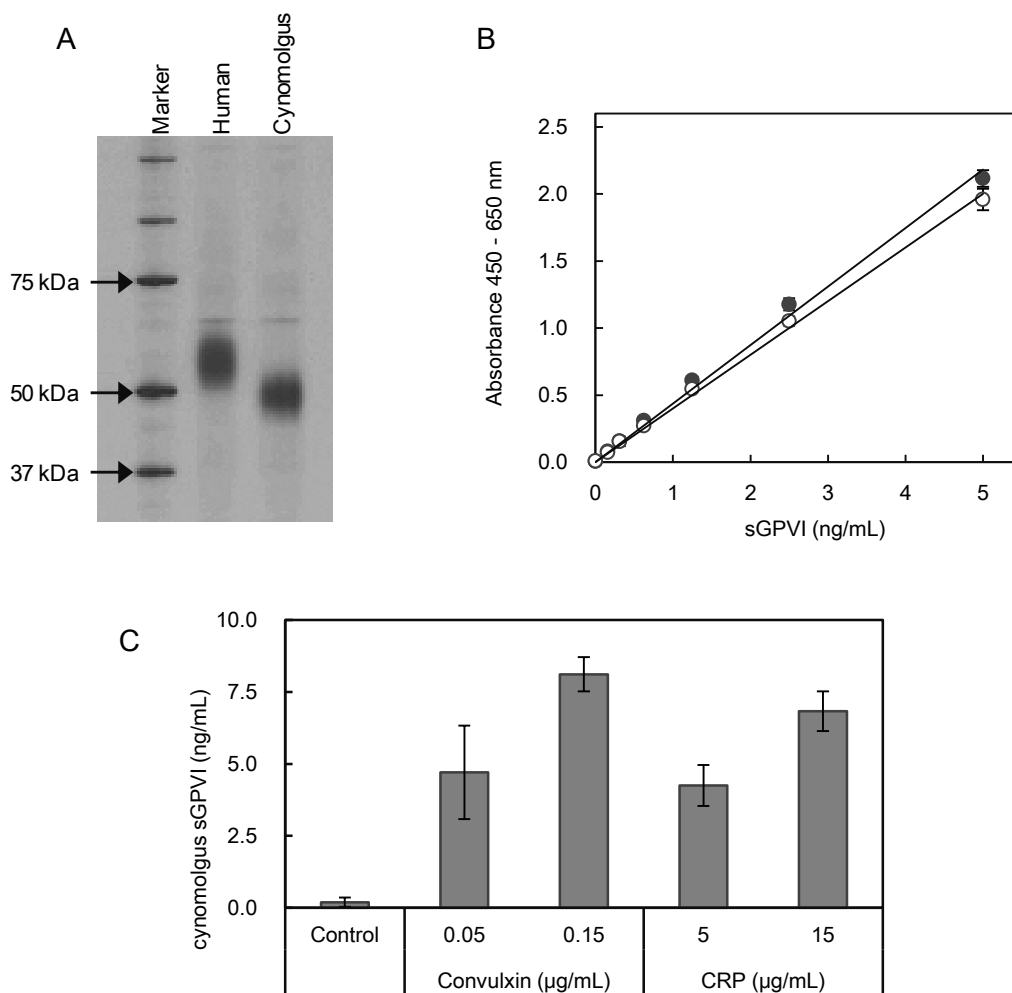 A
Marker
Human
Cynomolgus
75 kDa
50 kDa
37 kDa
B
Absorbance 450 - 650 nm
2.5
2.0
1.5
1.0
0.5
0.0
0 1 2 3 4 5
sGPVI (ng/mL)
C
cynomolgus sGPVI (ng/mL)
10.0
7.5
5.0
2.5
0.0
Control 0.05 0.15 5 15
Convulxin (µg/mL) CRP (µg/mL)